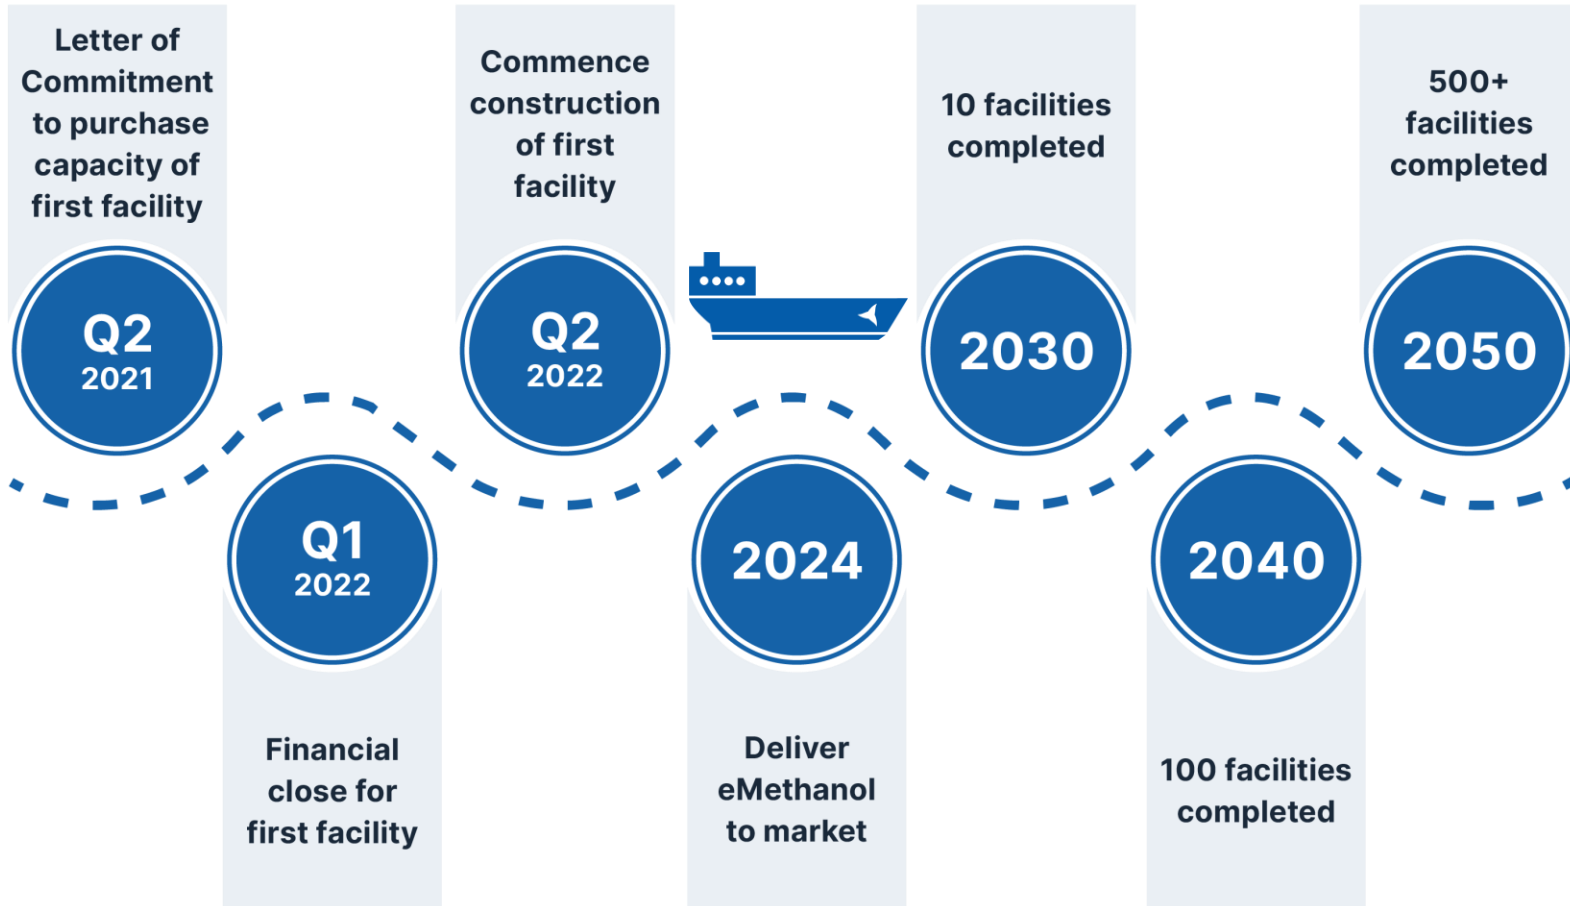 Letter of
Commitment
to purchase
capacity of
first facility
Q2
2021
Q1
2022
Financial
close for
first facility
Commence
construction
of first
facility
Q2
2022
2024
Deliver
eMethanol
to market
10 facilities
completed
2030
2040
100 facilities
completed
500+
facilities
completed
2050